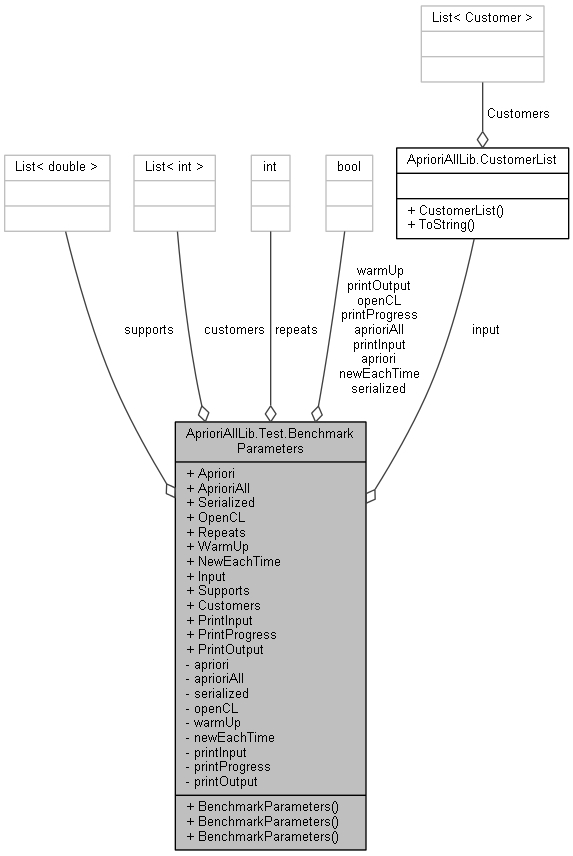 List< Customer >
Customers
List< double >
List< int >
int
bool
AprioriAllLib.CustomerList
+ CustomerList()
+ ToString()
supports
customers
repeats
warmUp
printOutput
openCL
printProgress
aprioriAll
printInput
apriori
newEachTime
serialized
input
AprioriAllLib.Test.Benchmark
Parameters
+ Apriori
+ AprioriAll
+ Serialized
+ OpenCL
+ Repeats
+ WarmUp
+ NewEachTime
+ Input
+ Supports
+ Customers
+ PrintInput
+ PrintProgress
+ PrintOutput
- apriori
- aprioriAll
- serialized
- openCL
- warmUp
- newEachTime
- printInput
- printProgress
- printOutput
+ BenchmarkParameters()
+ BenchmarkParameters()
+ BenchmarkParameters()